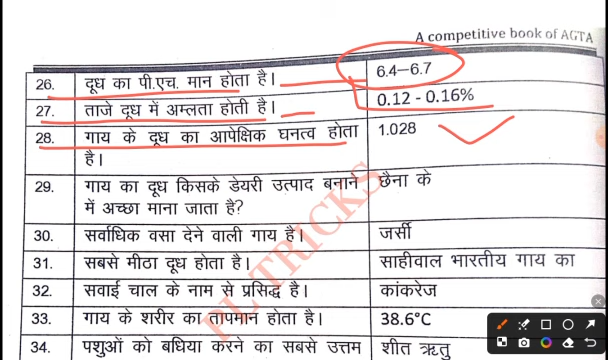 A competitive book of AGTA
26. दूध का पी.एच. मान होता है। 6.4–6.7
27. ताजे दूध में अम्लता होती है। 0.12 - 0.16%
28. गाय के दूध का आपेक्षिक घनत्व होता 1.028
है।
29. गाय का दूध किसके डेयरी उत्पाद बनाने छैना के
में अच्छा माना जाता है?
30. सर्वाधिक वसा देने वाली गाय है। जर्सी
31. सबसे मीठा दूध होता है। साहीवाल भारतीय गाय का
32. सवाई चाल के नाम से प्रसिद्ध है। कांकरेज
33. गाय के शरीर का तापमान होता है। 38.6°C
34. पशुओं को बधिया करने का सबसे उत्तम शीत ऋतु
PL TRICKS